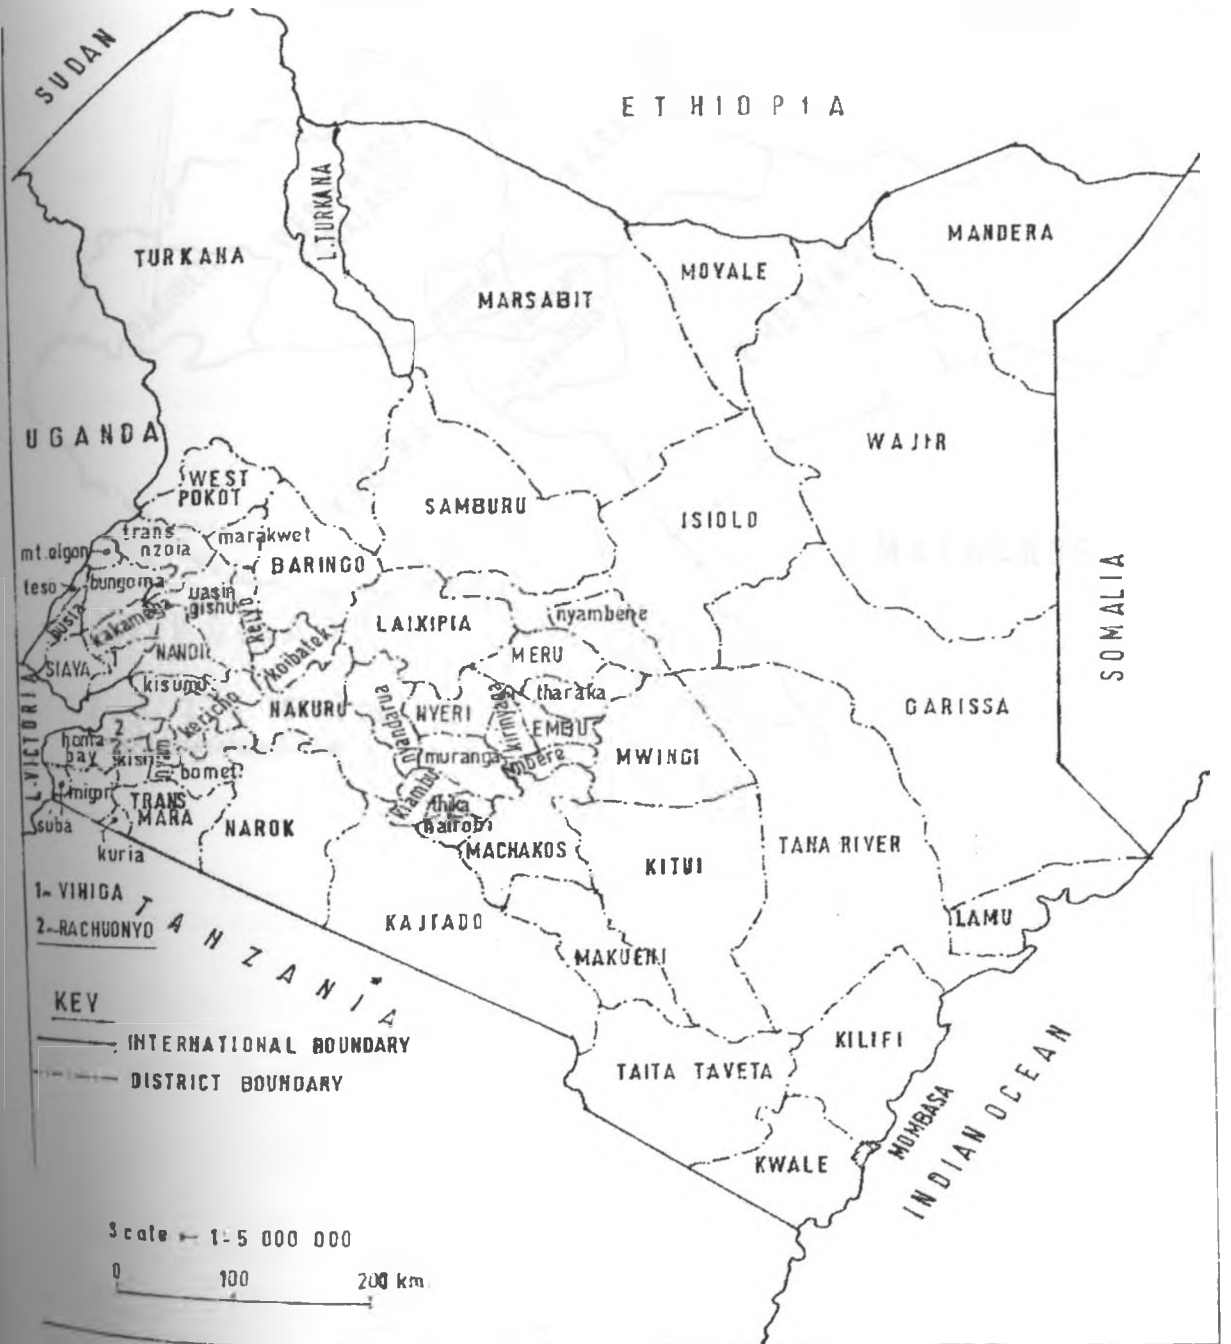 SUDAN
ETHIOPIA
L.TURKANA
TURKANA
MANDERA
MOYALE
MARSABIT
UGANDA
WAJIR
WEST
POKOT
SAMBURU
ISIOLO
trans
nzoia
marakwet
mt.elgon
BARINGO
teso
bungoma
uasin
gishu
busia
kakamega
keiyo
LAIKIPIA
nyambene
SOMALIA
NANDI
koibatek
MERU
SIAYA
kisumu
tharaka
L.VICTORIA
kericho
NAKURU
nyandarua
NYERI
kirinyaga
EMBU
GARISSA
2
homa
bay
2
kisii
nyam
bomet
muranga
mbere
MWINGI
migori
TRANS
MARA
kiambu
thika
nairobi
suba
kuria
NAROK
MACHAKOS
KITUI
TANA RIVER
1- VIHIGA
2-RACHUONYO
TANZANIA
KAJIADO
LAMU
MAKUENI
KEY
INTERNATIONAL BOUNDARY
DISTRICT BOUNDARY
KILIFI
TAITA TAVETA
MOMBASA
INDIAN OCEAN
KWALE
Scale - 1-5 000 000
0 100 200 km.